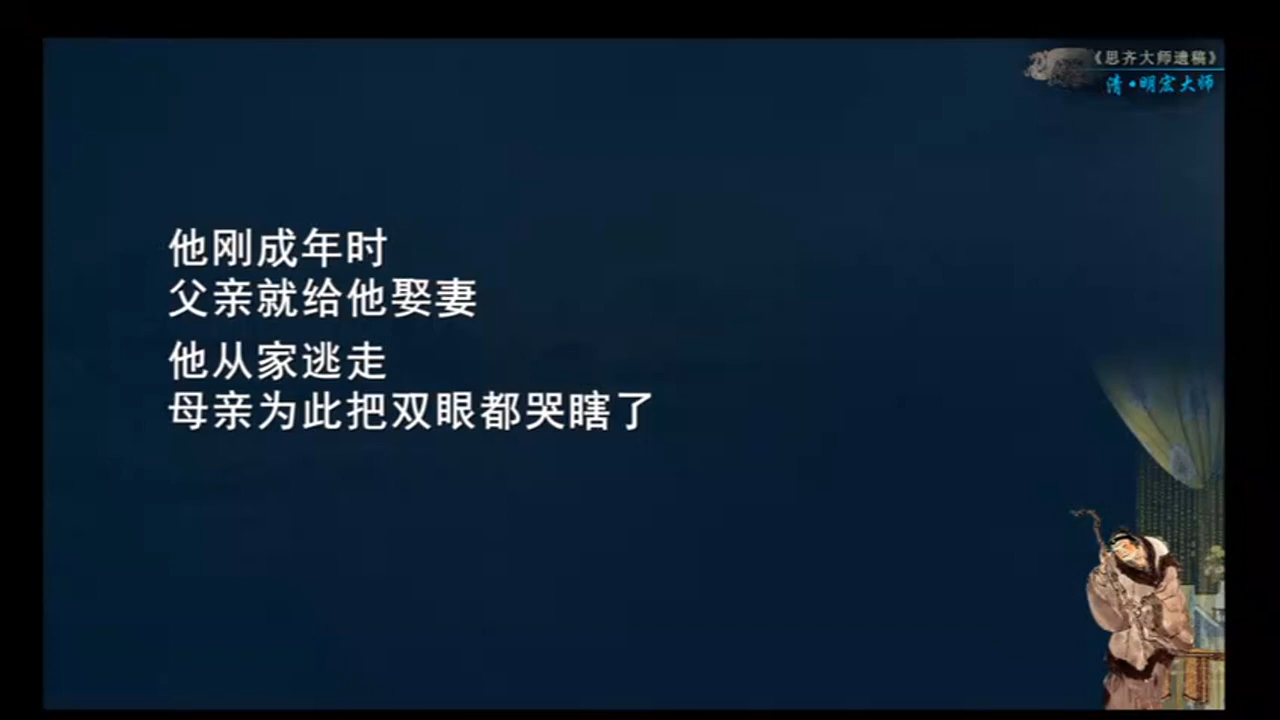 《思齐大师遗稿》
清·明宏大师
他刚成年时
父亲就给他娶妻
他从家逃走
母亲为此把双眼都哭瞎了